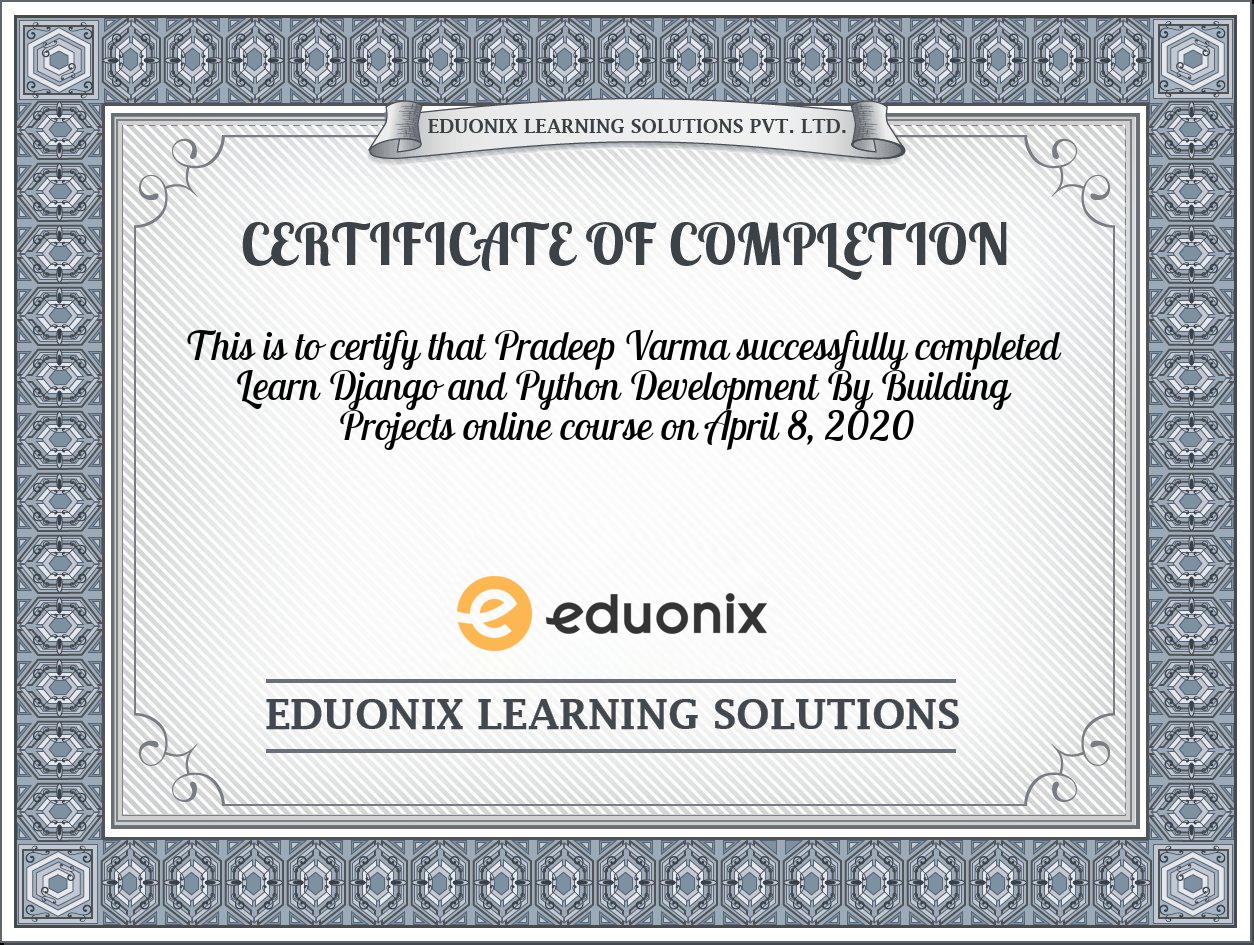 EDUONIX LEARNING SOLUTIONS PVT. LTD.
CERTIFICATE OF COMPLETION
This is to certify that Pradeep Varma successfully completed
Learn Django and Python Development By Building
Projects online course on April 8, 2020
eduonix
EDUONIX LEARNING SOLUTIONS